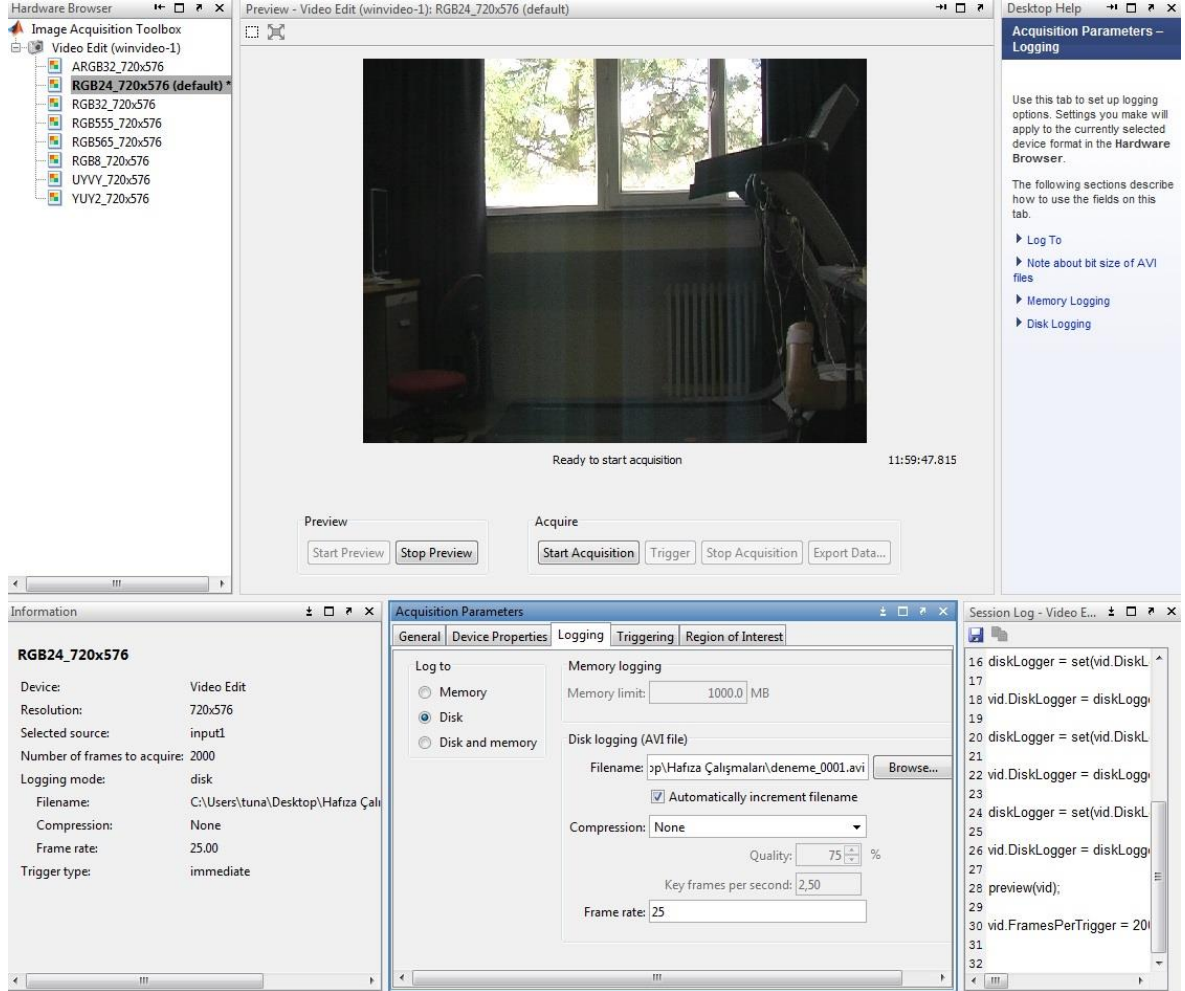 Hardware Browser
Image Acquisition Toolbox
Video Edit (winvideo-1)
ARGB32_720x576
RGB24_720x576 (default) *
RGB32_720x576
RGB555_720x576
RGB565_720x576
RGB8_720x576
UYVY_720x576
YUY2_720x576
Preview - Video Edit (winvideo-1): RGB24_720x576 (default)
Ready to start acquisition
11:59:47.815
Preview
Start Preview
Stop Preview
Acquire
Start Acquisition
Trigger
Stop Acquisition
Export Data...
Desktop Help
Acquisition Parameters –
Logging
Use this tab to set up logging
options. Settings you make will
apply to the currently selected
device format in the Hardware
Browser.
The following sections describe
how to use the fields on this
tab.
Log To
Note about bit size of AVI
files
Memory Logging
Disk Logging
Information
RGB24_720x576
Device: Video Edit
Resolution: 720x576
Selected source: input1
Number of frames to acquire: 2000
Logging mode: disk
Filename: C:\Users\tuna\Desktop\Hafıza Çalı
Compression: None
Frame rate: 25.00
Trigger type: immediate
Acquisition Parameters
General
Device Properties
Logging
Triggering
Region of Interest
Log to
Memory
Disk
Disk and memory
Memory logging
Memory limit: 1000.0 MB
Disk logging (AVI file)
Filename: op\Hafıza Çalışmaları\deneme_0001.avi Browse...
Automatically increment filename
Compression: None
Quality: 75 %
Key frames per second: 2,50
Frame rate: 25
Session Log - Video E...
16 diskLogger = set(vid.DiskL
17
18 vid.DiskLogger = diskLogg
19
20 diskLogger = set(vid.DiskL
21
22 vid.DiskLogger = diskLogg
23
24 diskLogger = set(vid.DiskL
25
26 vid.DiskLogger = diskLogg
27
28 preview(vid);
29
30 vid.FramesPerTrigger = 20
31
32